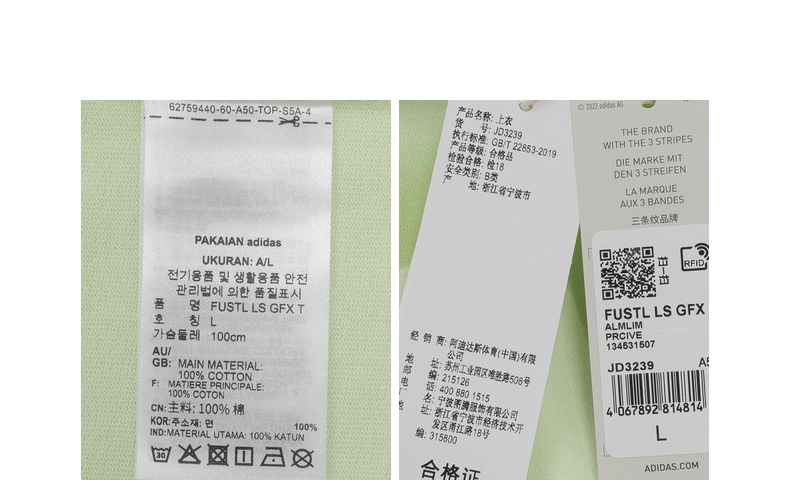 62759440-60-A50-TOP-S5A-4
PAKAIAN adidas
UKURAN: A/L
전기용품 및 생활용품 안전
관리법에 의한 품질표시
품 명 FUSTL LS GFX T
호 칭 L
가슴둘레 100cm
AU/
GB: MAIN MATERIAL:
100% COTTON
F: MATIERE PRINCIPALE:
100% COTON
CN: 主料: 100% 棉
KOR: 주소재: 면 100%
IND: MATERIAL UTAMA: 100% KATUN
30
产品名称: 上衣
货 号: JD3239
执行标准: GB/T 22853-2019
产品等级: 合格品
检验合格: 检18
安全类别: B类
产 地: 浙江省宁波市
经 销 商: 阿迪达斯体育(中国)有限
公司
地 址: 苏州工业园区唯胜路508号
邮 编: 215126
电 话: 400 880 1515
名: 宁波图腾服饰有限公司
地 址: 浙江省宁波市经济技术开
发区甬江路18号
编: 315800
合格证
© 2022 adidas AG
THE BRAND
WITH THE 3 STRIPES
DIE MARKE MIT
DEN 3 STREIFEN
LA MARQUE
AUX 3 BANDES
三条纹品牌
RFID
FUSTL LS GFX
ALMLIM
PRCIVE
134531507
JD3239 A5
4 067892 814814
L
ADIDAS.COM